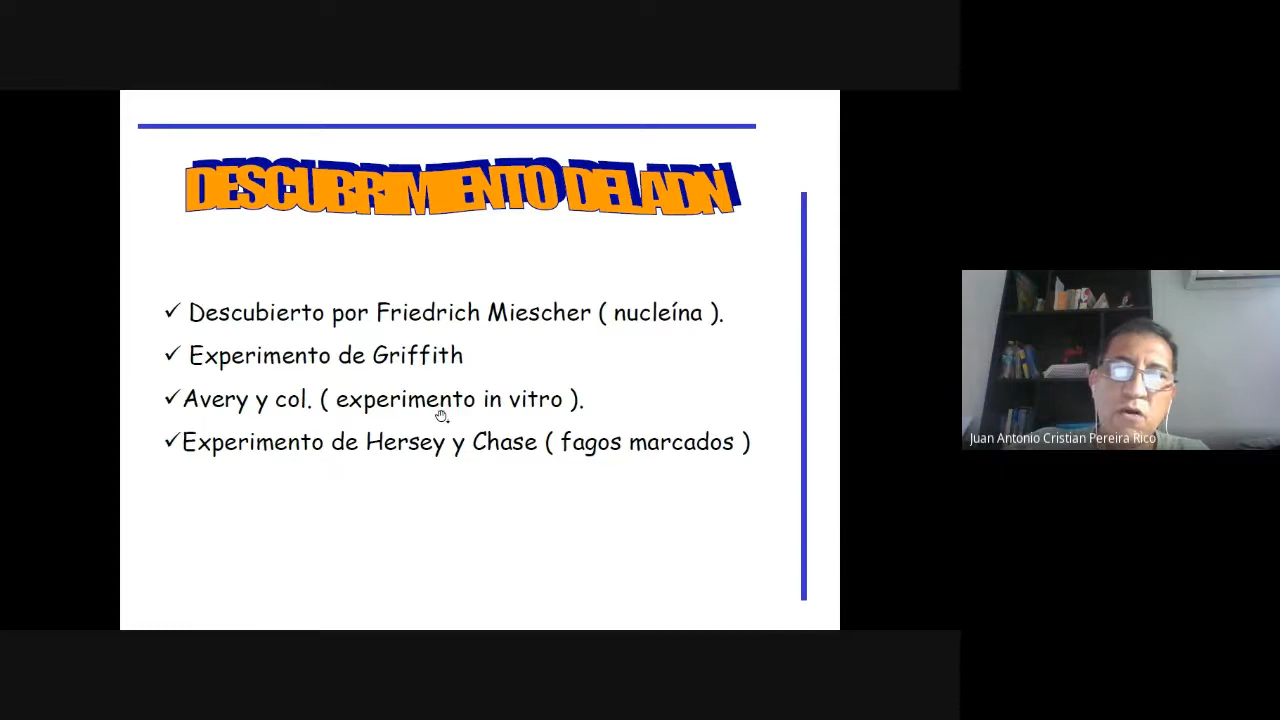 DESCUBRIMIENTO DEL ADN
✓ Descubierto por Friedrich Miescher ( nucleína ).
✓ Experimento de Griffith
✓Avery y col. ( experimento in vitro ).
✓Experimento de Hersey y Chase ( fagos marcados )
Juan Antonio Cristian Pereira Rico